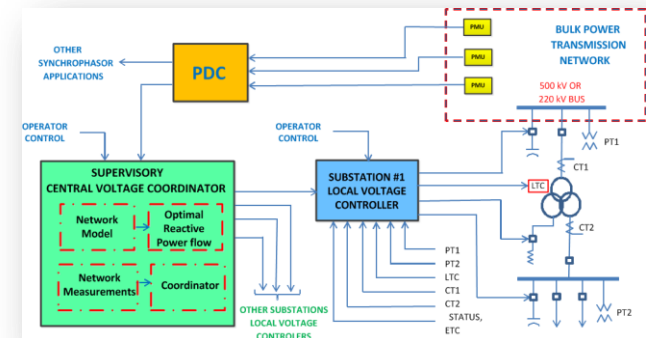 PMU
BULK POWER
TRANSMISSION
NETWORK
OTHER
SYNCHROPHASOR
APPLICATIONS
PDC
PMU
PMU
500 kV OR
220 kV BUS
OPERATOR
CONTROL
OPERATOR
CONTROL
PT1
SUPERVISORY
CENTRAL VOLTAGE COORDINATOR
SUBSTATION #1
LOCAL VOLTAGE
CONTROLLER
CT1
LTC
Network
Model
Optimal
Reactive
Power flow
CT2
Network
Measurements
Coordinator
PT1
PT2
LTC
CT1
CT2
STATUS,
ETC
OTHER SUBSTATIONS
LOCAL VOLTAGE
CONTROLERS
PT2